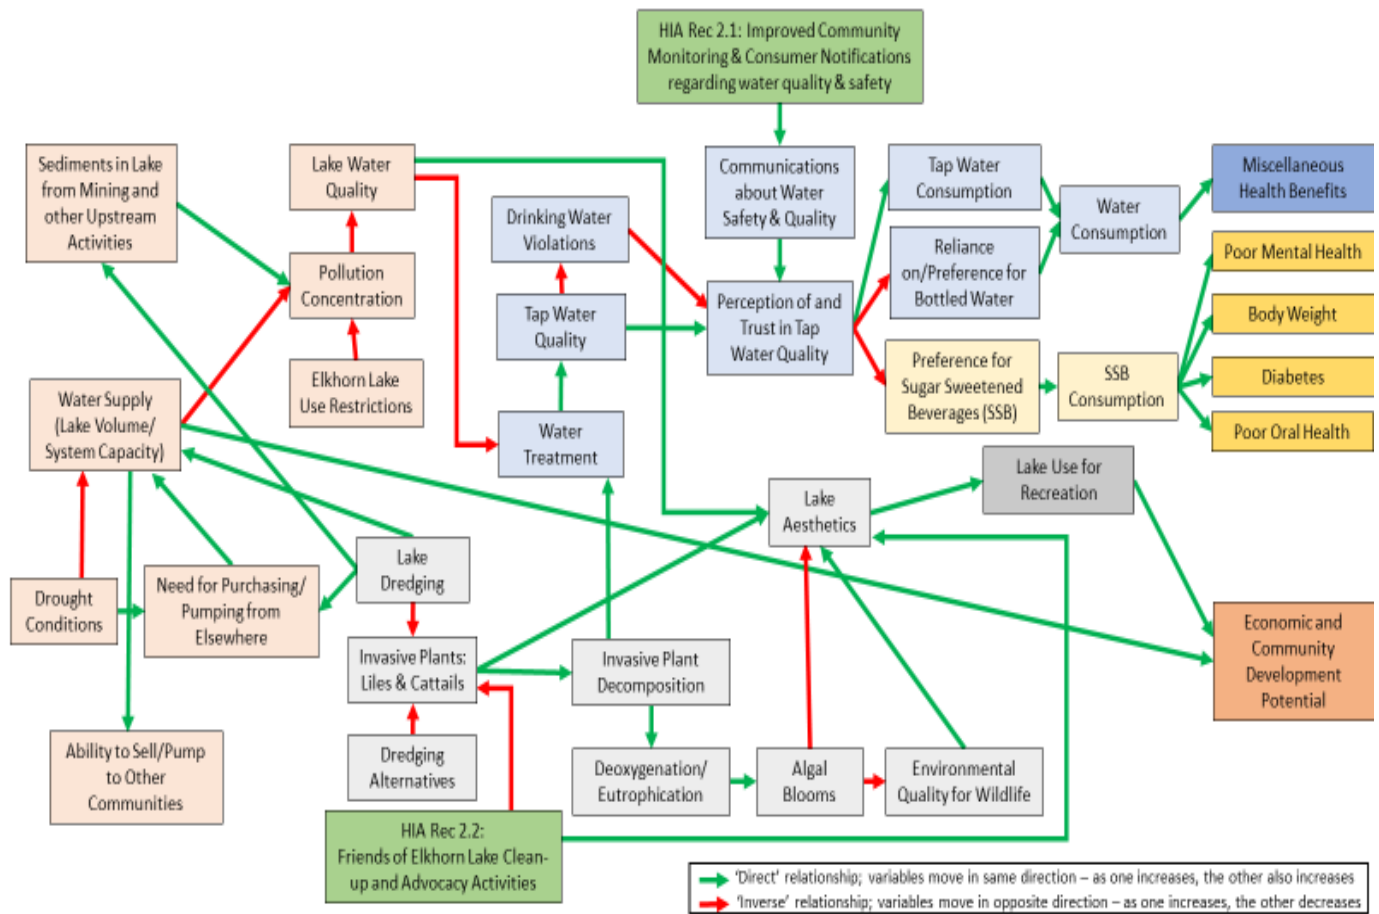 HIA Rec 2.1: Improved Community
Monitoring & Consumer Notifications
regarding water quality & safety
Sediments in Lake
from Mining and
other Upstream
Activities
Lake Water
Quality
Communications
about Water
Safety & Quality
Tap Water
Consumption
Miscellaneous
Health Benefits
Drinking Water
Violations
Water
Consumption
Reliance
on/Preference for
Bottled Water
Poor Mental Health
Pollution
Concentration
Perception of and
Trust in Tap
Water Quality
Tap Water
Quality
Body Weight
Elkhorn Lake
Use Restrictions
Preference for
Sugar Sweetened
Beverages (SSB)
SSB
Consumption
Diabetes
Poor Oral Health
Water Supply
(Lake Volume/
System Capacity)
Water
Treatment
Lake Use for
Recreation
Lake
Aesthetics
Lake
Dredging
Drought
Conditions
Need for Purchasing/
Pumping from
Elsewhere
Economic and
Community
Development
Potential
Invasive Plants:
Liles & Cattails
Invasive Plant
Decomposition
Ability to Sell/Pump
to Other
Communities
Dredging
Alternatives
Deoxygenation/
Eutrophication
Algal
Blooms
Environmental
Quality for Wildlife
HIA Rec 2.2:
Friends of Elkhorn Lake Clean-
up and Advocacy Activities
'Direct' relationship; variables move in same direction – as one increases, the other also increases
'Inverse' relationship; variables move in opposite direction – as one increases, the other decreases